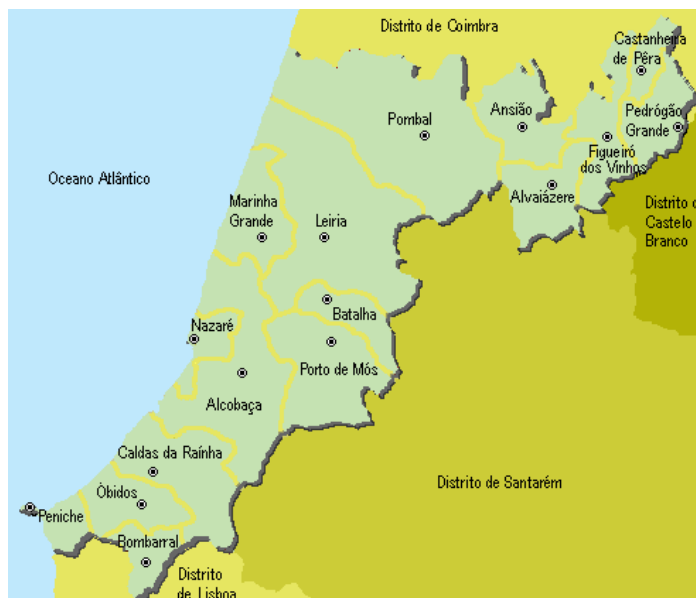 Distrito de Coimbra
Castanheira
de Pêra
Ansião
Pombal
Pedrógão
Grande
Figueiró
dos Vinhos
Oceano Atlântico
Alvaiázere
Marinha
Grande
Leiria
Distrito d
Castelo
Branco
Batalha
Nazaré
Porto de Mós
Alcobaça
Caldas da Raínha
Distrito de Santarém
Òbidos
Peniche
Bombarral
Distrito
de Lisboa